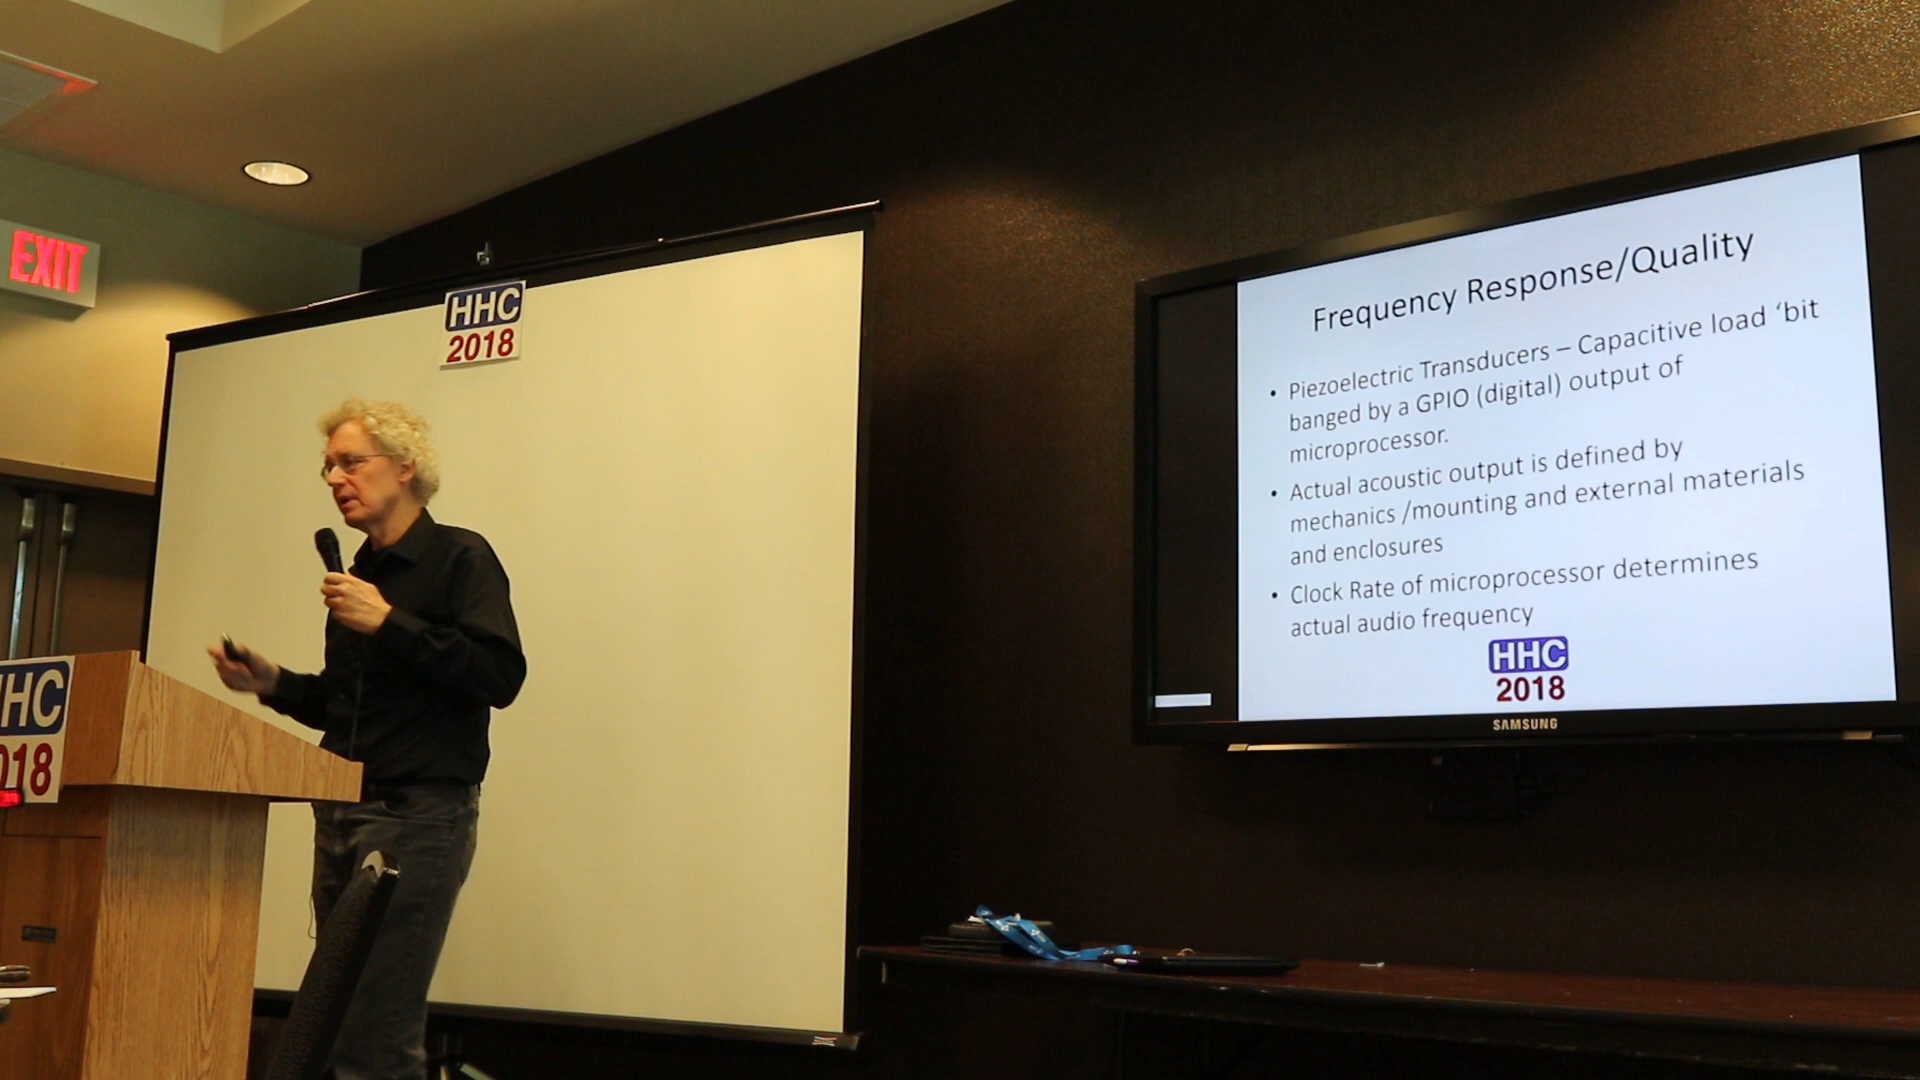 EXIT
HHC
2018
HHC
018
Frequency Response/Quality
• Piezoelectric Transducers – Capacitive load ‘bit
banged by a GPIO (digital) output of
microprocessor.
• Actual acoustic output is defined by
mechanics /mounting and external materials
and enclosures
• Clock Rate of microprocessor determines
actual audio frequency
HHC
2018
SAMSUNG